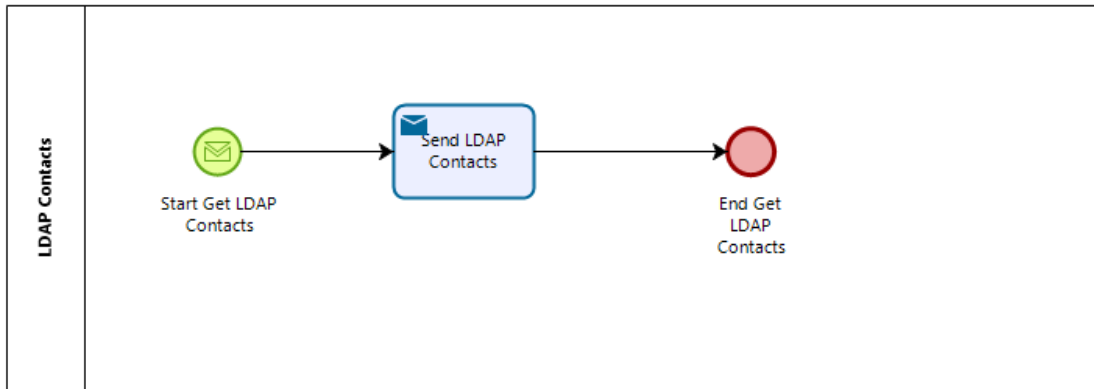 LDAP Contacts
Start Get LDAP
Contacts
Send LDAP
Contacts
End Get
LDAP
Contacts